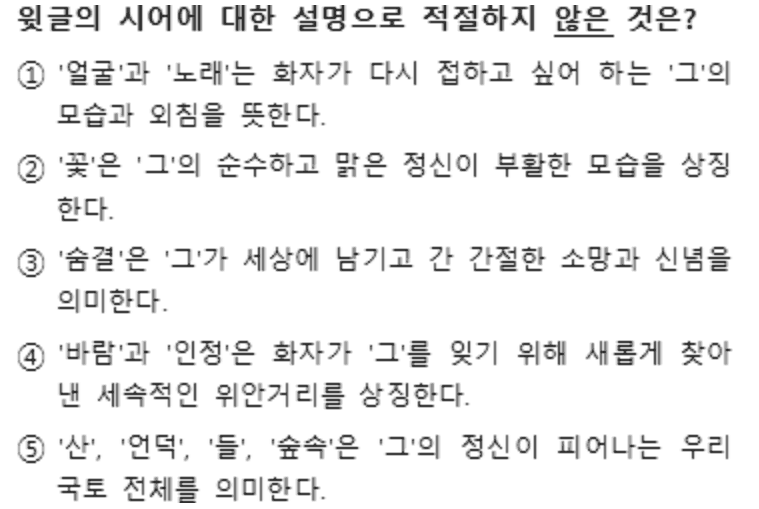 윗글의 시어에 대한 설명으로 적절하지 않은 것은?
① '얼굴'과 '노래'는 화자가 다시 접하고 싶어 하는 '그'의
모습과 외침을 뜻한다.
② '꽃'은 '그'의 순수하고 맑은 정신이 부활한 모습을 상징
한다.
③ '숨결'은 '그'가 세상에 남기고 간 간절한 소망과 신념을
의미한다.
④ '바람'과 '인정'은 화자가 '그'를 잊기 위해 새롭게 찾아
낸 세속적인 위안거리를 상징한다.
⑤ '산', '언덕', '들', '숲속'은 '그'의 정신이 피어나는 우리
국토 전체를 의미한다.